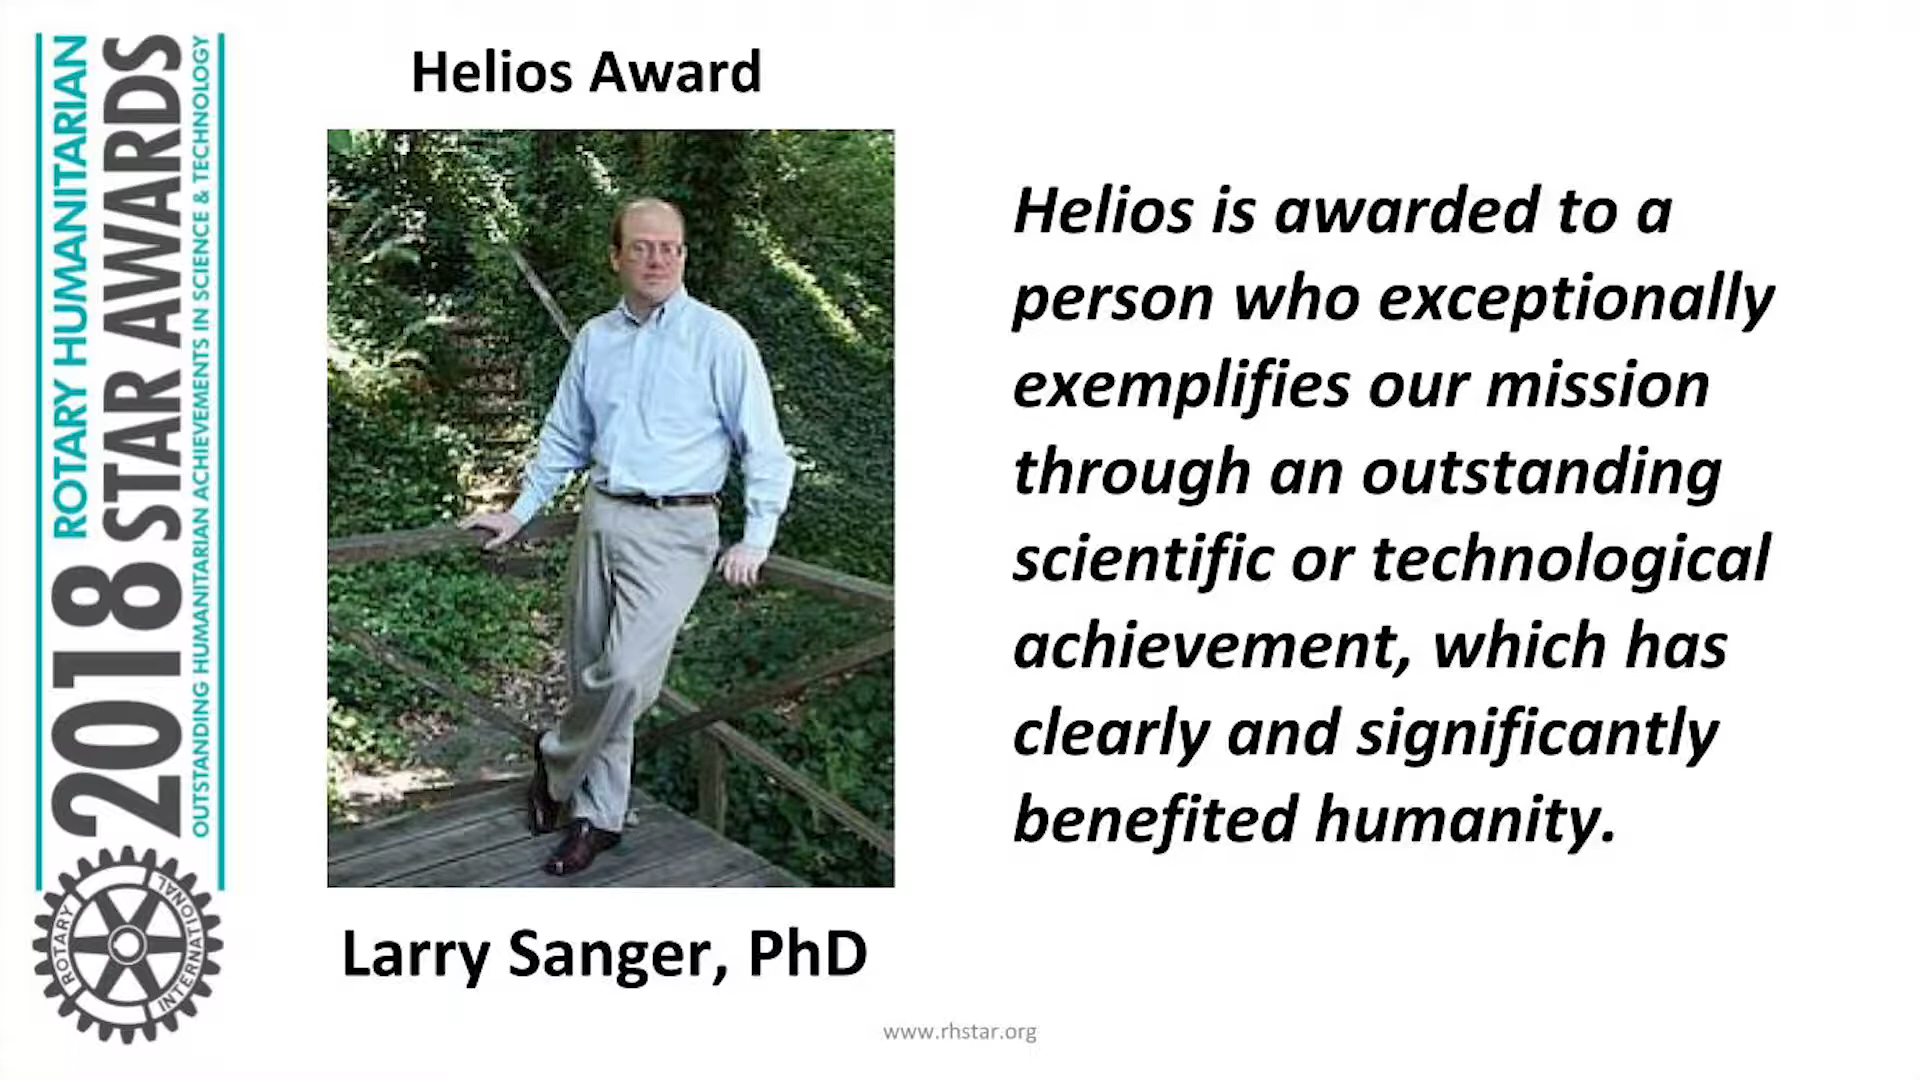 ROTARY HUMANITARIAN
2018 STAR AWARDS
OUTSTANDING HUMANITARIAN ACHIEVEMENTS IN SCIENCE & TECHNOLOGY
ROTARY
INTERNATIONAL
Helios Award
Larry Sanger, PhD
Helios is awarded to a
person who exceptionally
exemplifies our mission
through an outstanding
scientific or technological
achievement, which has
clearly and significantly
benefited humanity.
www.rhstar.org